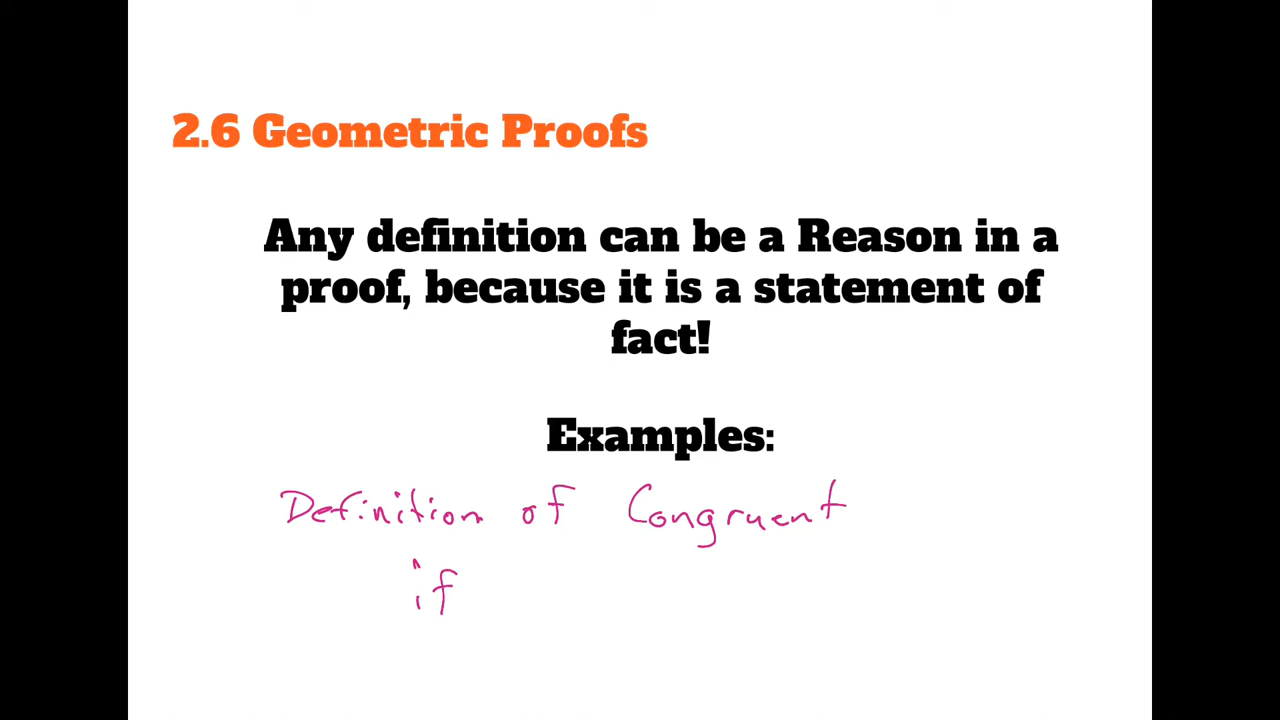 2.6 Geometric Proofs
Any definition can be a Reason in a
proof, because it is a statement of
fact!
Examples:
Definition of Congruent
if